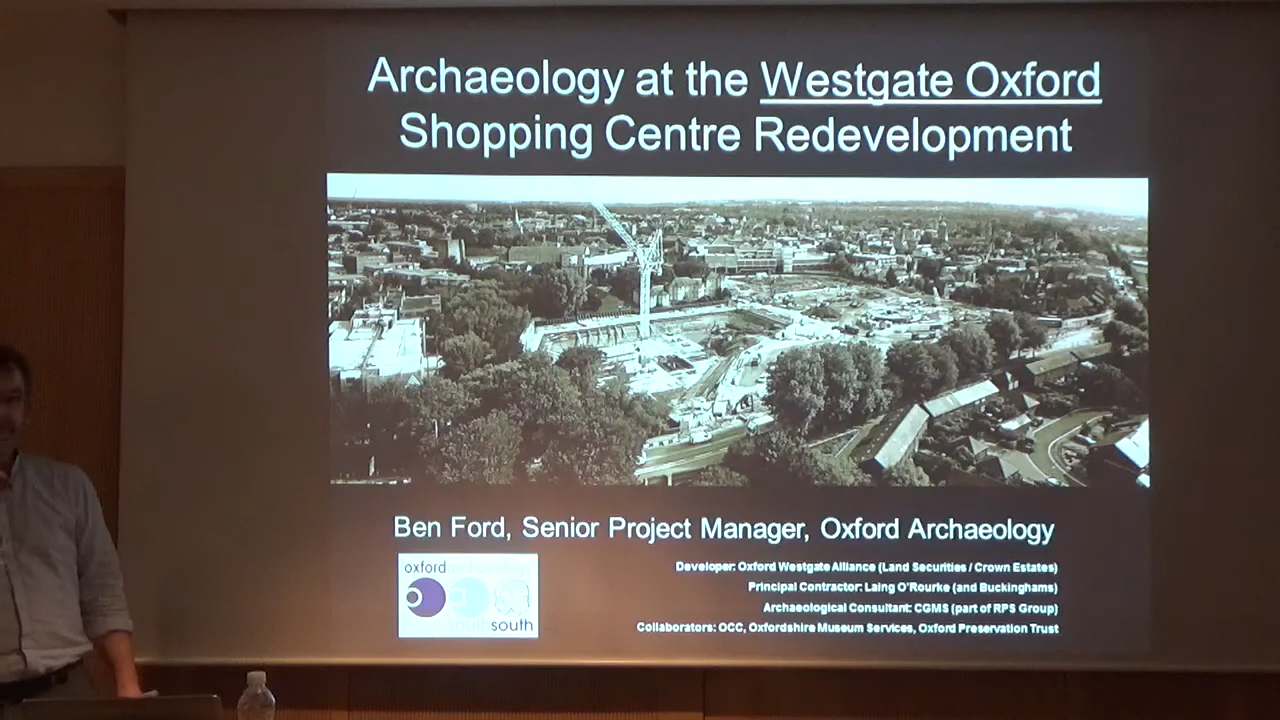 Archaeology at the Westgate Oxford
Shopping Centre Redevelopment
Ben Ford, Senior Project Manager, Oxford Archaeology
oxfordarchaeology
south
Developer: Oxford Westgate Alliance (Land Securities / Crown Estates)
Principal Contractor: Laing O'Rourke (and Buckinghams)
Archaeological Consultant: CGMS (part of RPS Group)
Collaborators: OCC, Oxfordshire Museum Services, Oxford Preservation Trust